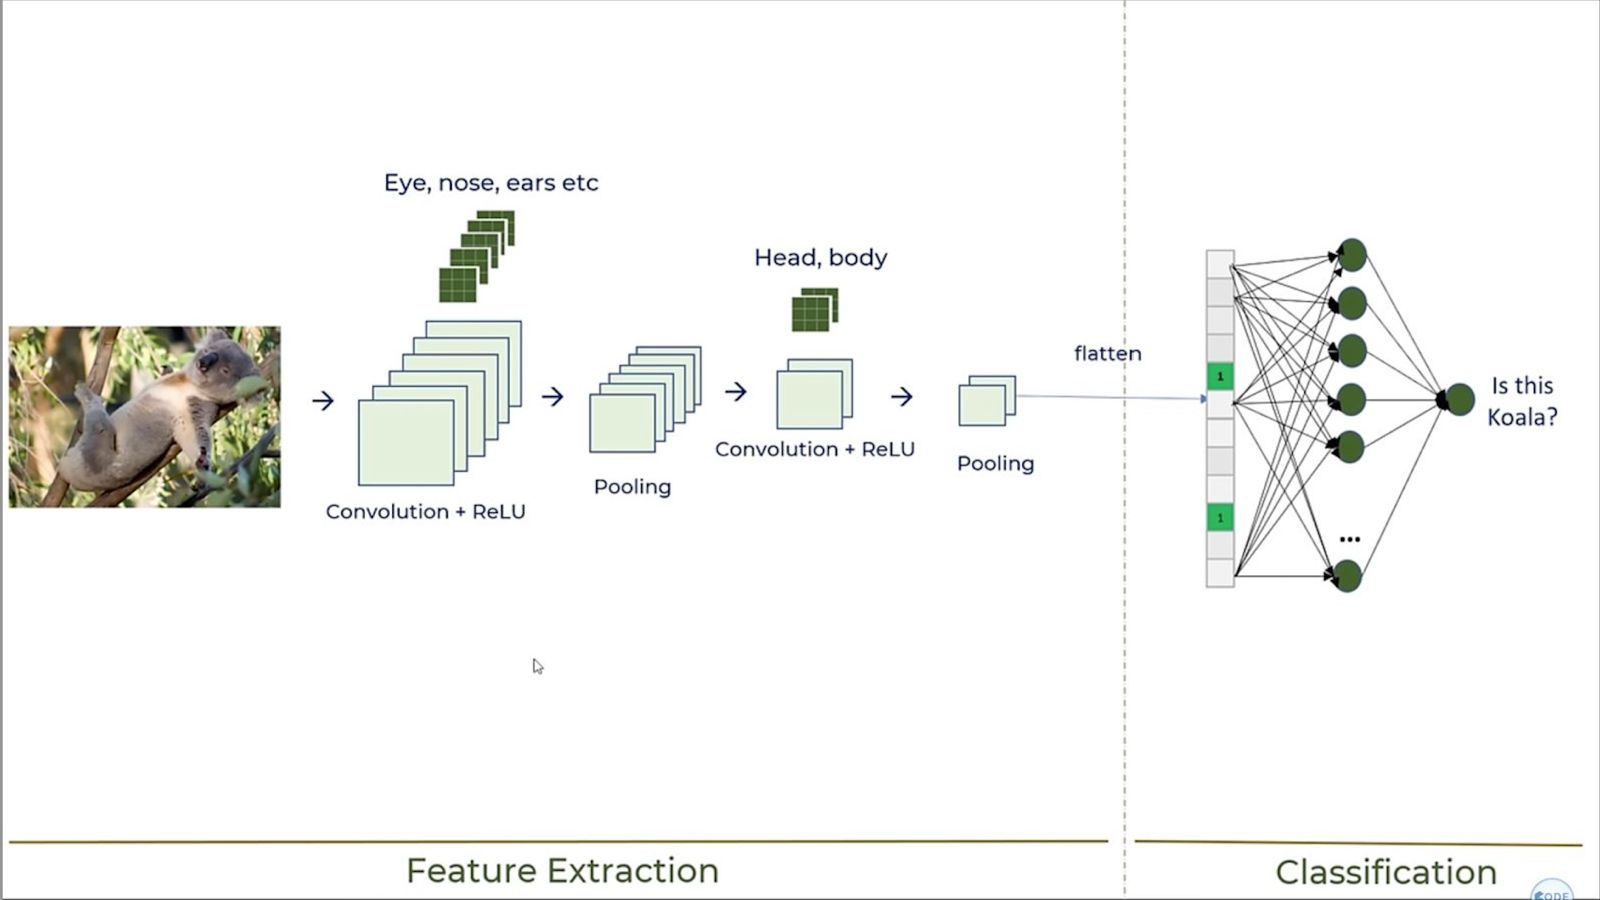 Eye, nose, ears etc
Head, body
flatten
1
Is this
Koala?
Convolution + ReLU
Pooling
Convolution + ReLU
Pooling
1
...
Feature Extraction
Classification
CODE